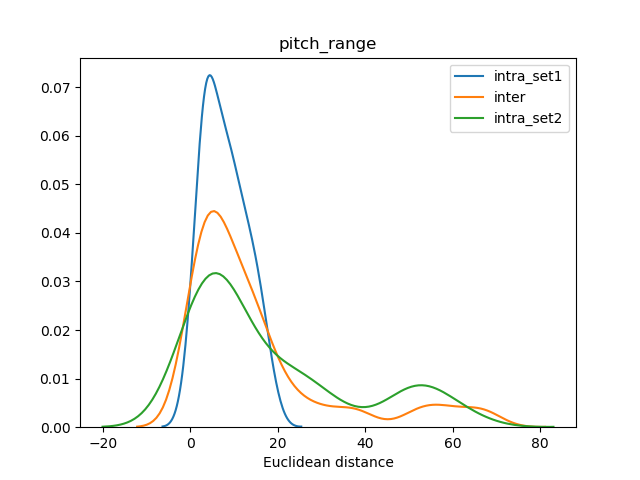 pitch_range
intra_set1
inter
intra_set2
0.07
0.06
0.05
0.04
0.03
0.02
0.01
0.00
−20 0 20 40 60 80
Euclidean distance